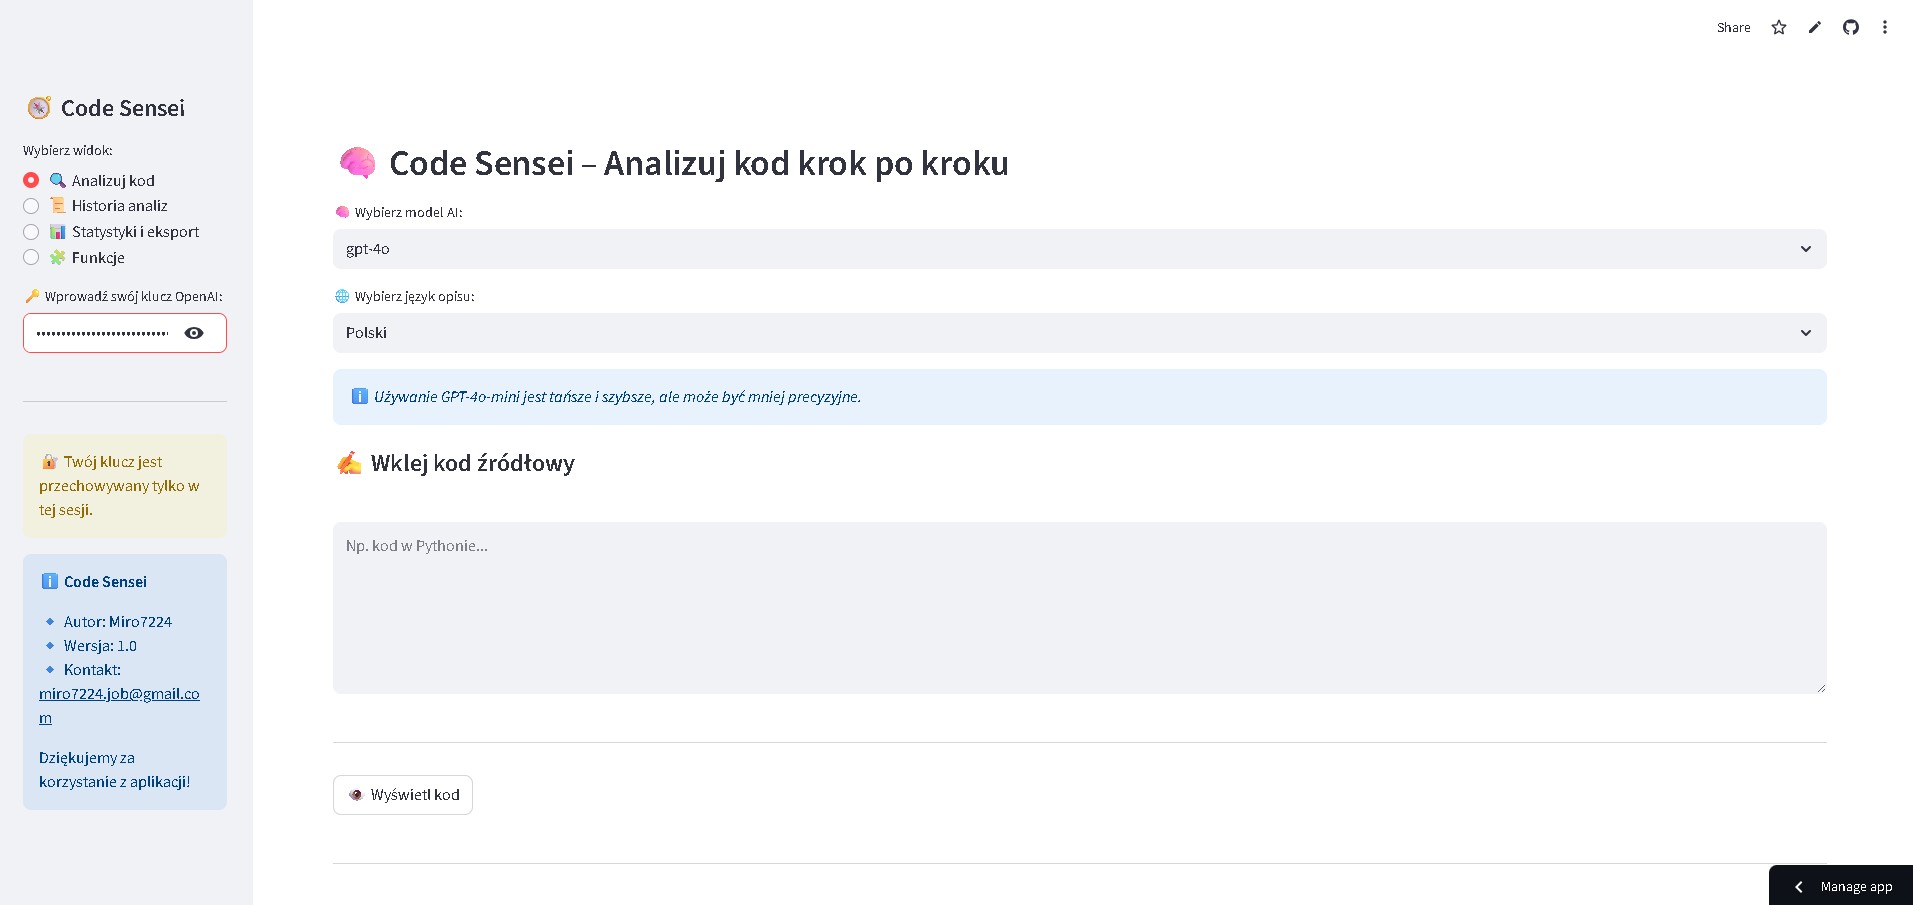 Share
Code Sensei
Wybierz widok:
Analizuj kod
Historia analiz
Statystyki i eksport
Funkcje
Wprowadź swój klucz OpenAI:
Twój klucz jest
przechowywany tylko w
tej sesji.
Code Sensei
Autor: Miro7224
Wersja: 1.0
Kontakt:
miro7224.job@gmail.co
m
Dziękujemy za
korzystanie z aplikacji!
Code Sensei – Analizuj kod krok po kroku
Wybierz model AI:
gpt-4o
Wybierz język opisu:
Polski
Używanie GPT-4o-mini jest tańsze i szybsze, ale może być mniej precyzyjne.
Wklej kod źródłowy
Np. kod w Pythonie...
Wyświetl kod
Manage app